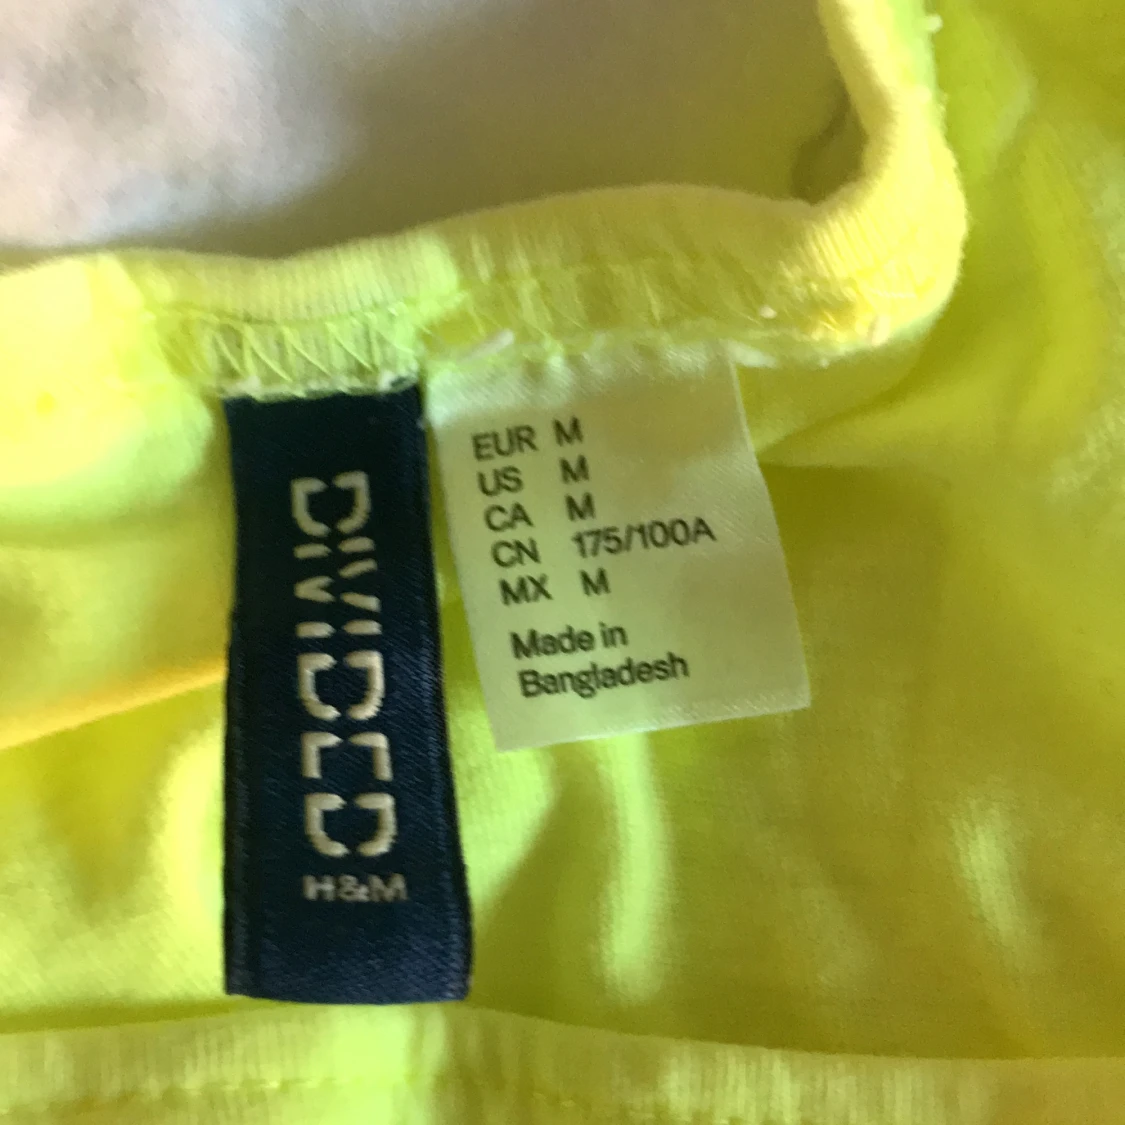 DIVIDED
H&M
EUR M
US M
CA M
CN 175/100A
MX M
Made in
Bangladesh